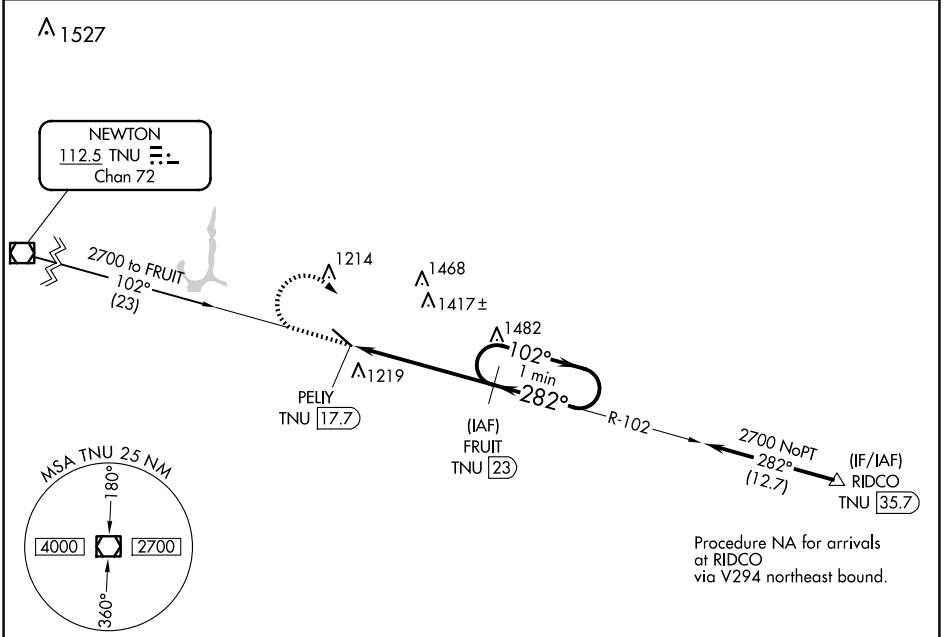 1527
NEWTON
112.5 TNU
Chan 72
2700 to FRUIT
102°
(23)
1214
1468
1417 ±
1482
102°
1 min
282°
1219
PELIY
TNU 17.7
(IAF)
FRUIT
TNU 23
R-102
2700 NoPT
282°
(12.7)
(IF/IAF)
RIDCO
TNU 35.7
MSA TNU 25 NM
180°
4000
2700
360°
Procedure NA for arrivals
at RIDCO
via V294 northeast bound.